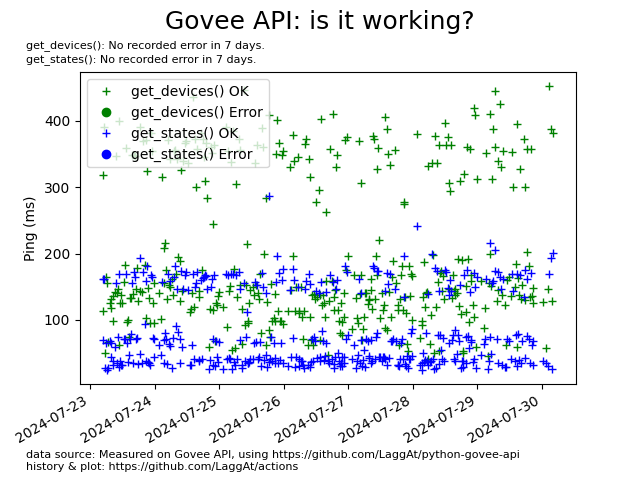 Govee API: is it working?
get_devices(): No recorded error in 7 days.
get_states(): No recorded error in 7 days.
get_devices() OK
get_devices() Error
get_states() OK
get_states() Error
Ping (ms)
400
300
200
100
2024-07-23
2024-07-24
2024-07-25
2024-07-26
2024-07-27
2024-07-28
2024-07-29
2024-07-30
data source: Measured on Govee API, using https://github.com/LaggAt/python-govee-api
history & plot: https://github.com/LaggAt/actions